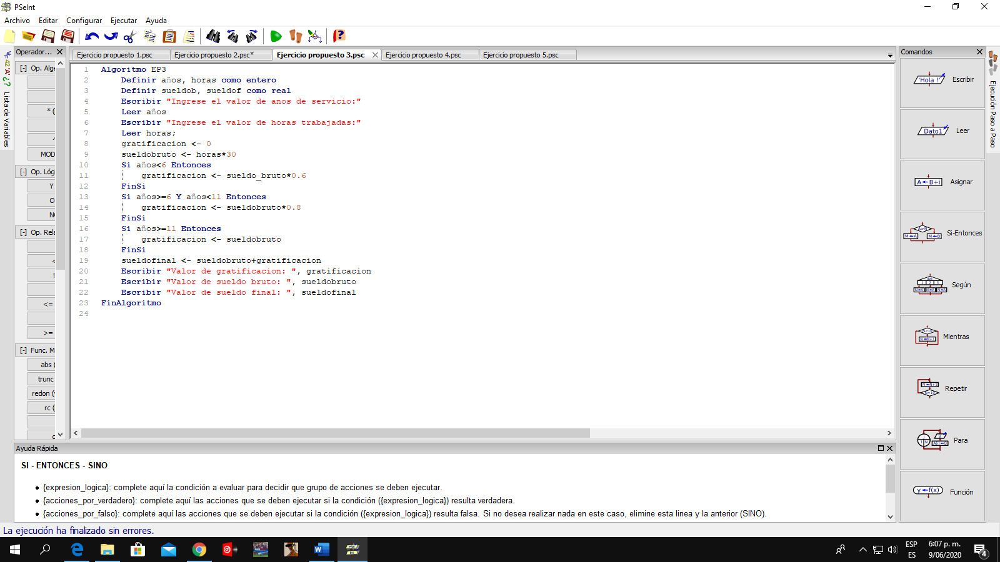 PSeInt
Archivo Editar Configurar Ejecutar Ayuda
Operador...
Ejercicio propuesto 1.psc Ejercicio propuesto 2.psc* Ejercicio propuesto 3.psc Ejercicio propuesto 4.psc Ejercicio propuesto 5.psc
Comandos
*42'A'¿?
Lista de Variables
[-] Op. Alge
* (
^
MOD
[-] Op. Lóg
Y
O
NO
[-] Op. Rela
<
!
<=
>=
[-] Func. M
abs (
trunc
redon (
rc (
1 Algoritmo EP3
2 Definir años, horas como entero
3 Definir sueldob, sueldof como real
4 Escribir "Ingrese el valor de anos de servicio:"
5 Leer años
6 Escribir "Ingrese el valor de horas trabajadas:"
7 Leer horas;
8 gratificacion <- 0
9 sueldobruto <- horas*30
10 Si años<6 Entonces
11 gratificacion <- sueldo_bruto*0.6
12 FinSi
13 Si años>=6 Y años<11 Entonces
14 gratificacion <- sueldobruto*0.8
15 FinSi
16 Si años>=11 Entonces
17 gratificacion <- sueldobruto
18 FinSi
19 sueldofinal <- sueldobruto+gratificacion
20 Escribir "Valor de gratificacion: ", gratificacion
21 Escribir "Valor de sueldo bruto: ", sueldobruto
22 Escribir "Valor de sueldo final: ", sueldofinal
23 FinAlgoritmo
24
'Hola !' Escribir
Dato1 Leer
A←B+i Asignar
A>B M←A M←B Si-Entonces
1 2 3 N←A N←A N←A Según
N<10 N←N+1 Mientras
N←N+1 N=10 Repetir
1 N A[i]←B Para
y←f(x) Función
Ejecución Paso a Paso
Ayuda Rápida
SI - ENTONCES - SINO
• {expresion_logica}: complete aquí la condición a evaluar para decidir que grupo de acciones se deben ejecutar.
• {acciones_por_verdadero}: complete aquí las acciones que se deben ejecutar si la condición ({expresion_logica}) resulta verdadera.
• {acciones_por_falso}: complete aquí las acciones que se deben ejecutar si la condición ({expresion_logica}) resulta falsa. Si no desea realizar nada en este caso, elimine esta linea y la anterior (SINO).
La ejecución ha finalizado sin errores.
ESP
ES
6:07 p. m.
9/06/2020
4